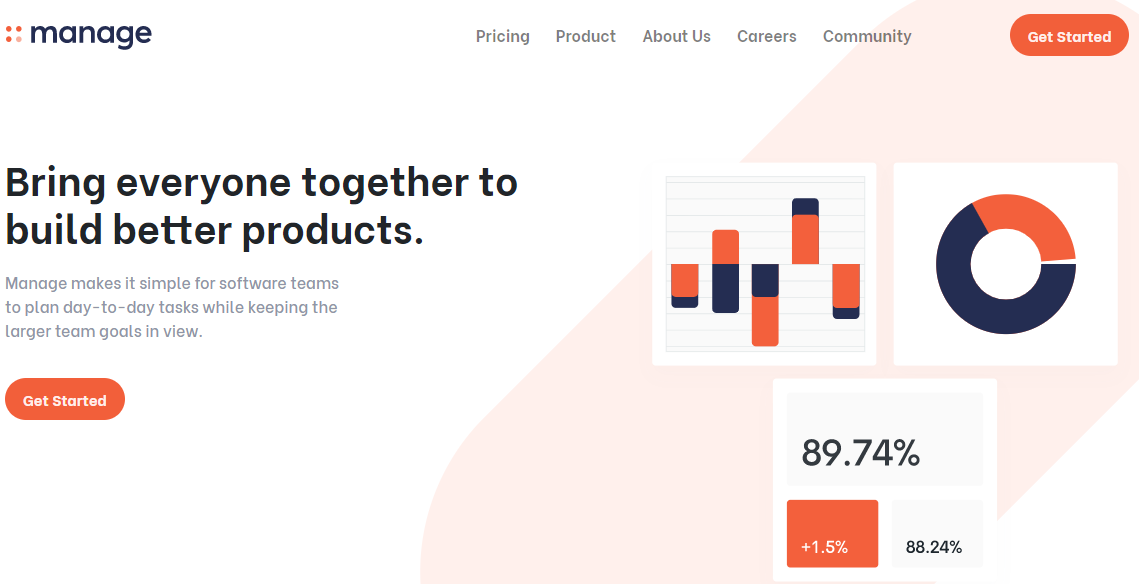 manage
Pricing
Product
About Us
Careers
Community
Get Started
Bring everyone together to
build better products.
Manage makes it simple for software teams
to plan day-to-day tasks while keeping the
larger team goals in view.
Get Started
89.74%
+1.5%
88.24%